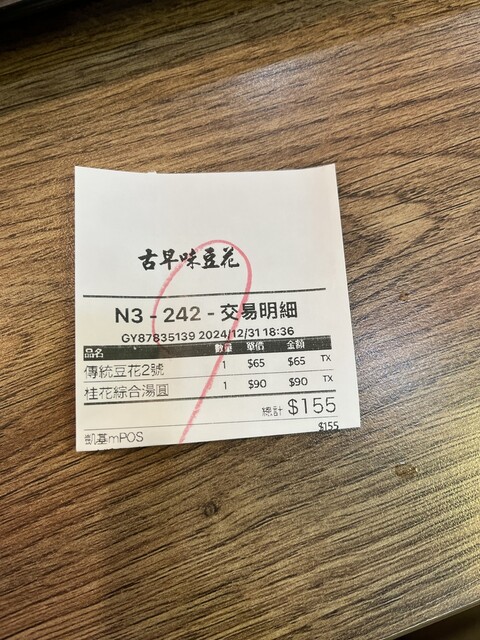 古早味豆花
N3 - 242 - 交易明細
GY87835139 2024/12/31 18:36
品名 數量 單價 金額
傳統豆花2號 1 $65 $65 TX
桂花綜合湯圓 1 $90 $90 TX
總計 $155
$155
凱基mPOS